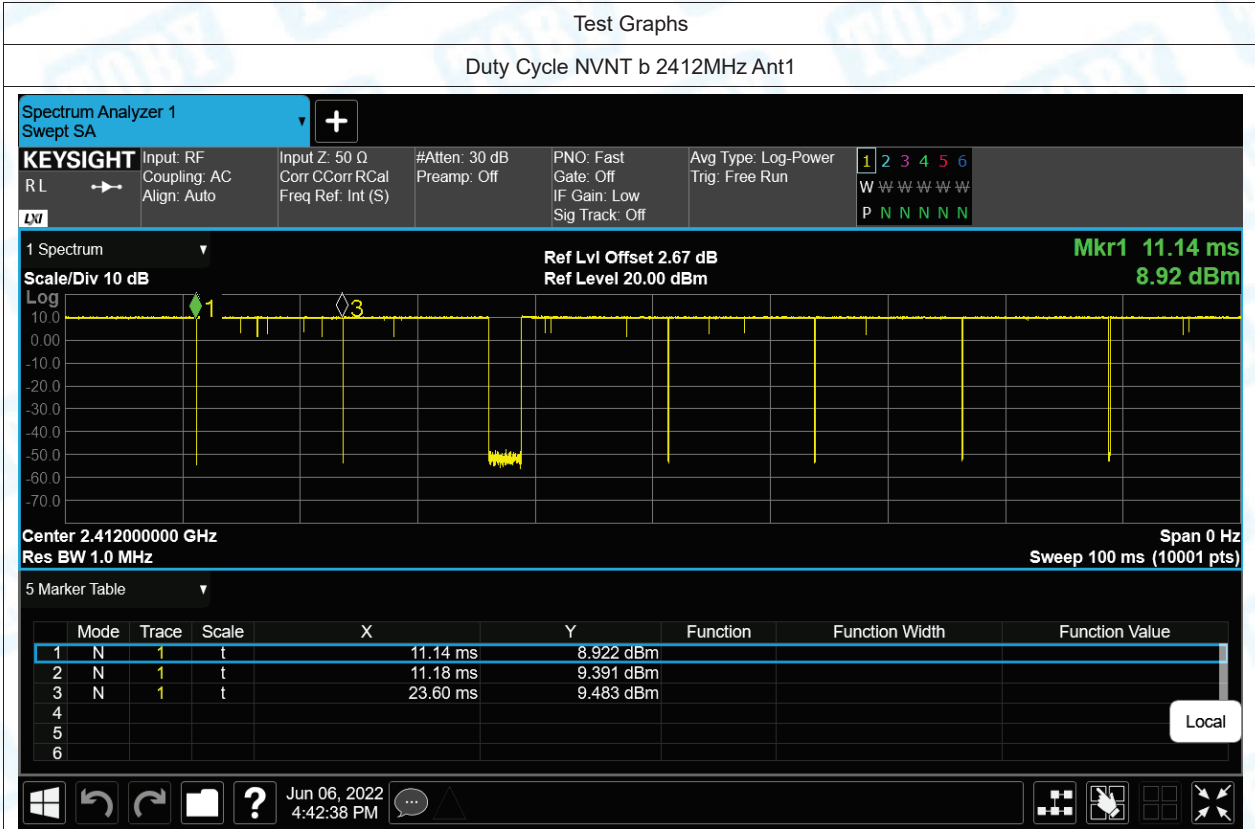 Test Graphs
Duty Cycle NVNT b 2412MHz Ant1
Spectrum Analyzer 1
Swept SA
KEYSIGHT
R L
LXI
Input: RF
Coupling: AC
Align: Auto
Input Z: 50 Ω
Corr CCorr RCal
Freq Ref: Int (S)
#Atten: 30 dB
Preamp: Off
PNO: Fast
Gate: Off
IF Gain: Low
Sig Track: Off
Avg Type: Log-Power
Trig: Free Run
1 2 3 4 5 6
W W W W W W
P N N N N N
1 Spectrum
Scale/Div 10 dB
Ref Lvl Offset 2.67 dB
Ref Level 20.00 dBm
Mkr1 11.14 ms
8.92 dBm
Log
1
3
10.0
0.00
-10.0
-20.0
-30.0
-40.0
-50.0
-60.0
-70.0
Center 2.412000000 GHz
Span 0 Hz
Res BW 1.0 MHz
Sweep 100 ms (10001 pts)
5 Marker Table
Mode Trace Scale X Y Function Function Width Function Value
1 N 1 t 11.14 ms 8.922 dBm
2 N 1 t 11.18 ms 9.391 dBm
3 N 1 t 23.60 ms 9.483 dBm
4
5
6
Local
?
Jun 06, 2022
4:42:38 PM